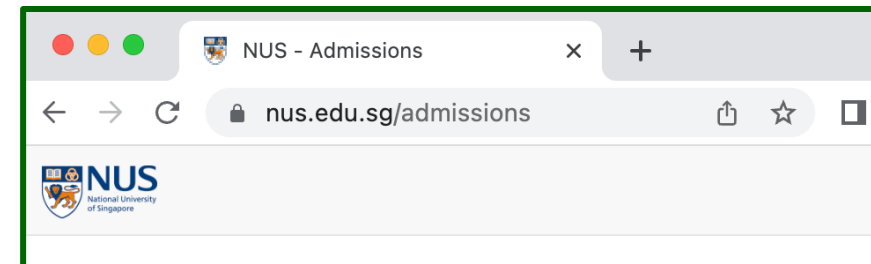 NUS - Admissions
nus.edu.sg/admissions
NUS
National University
of Singapore